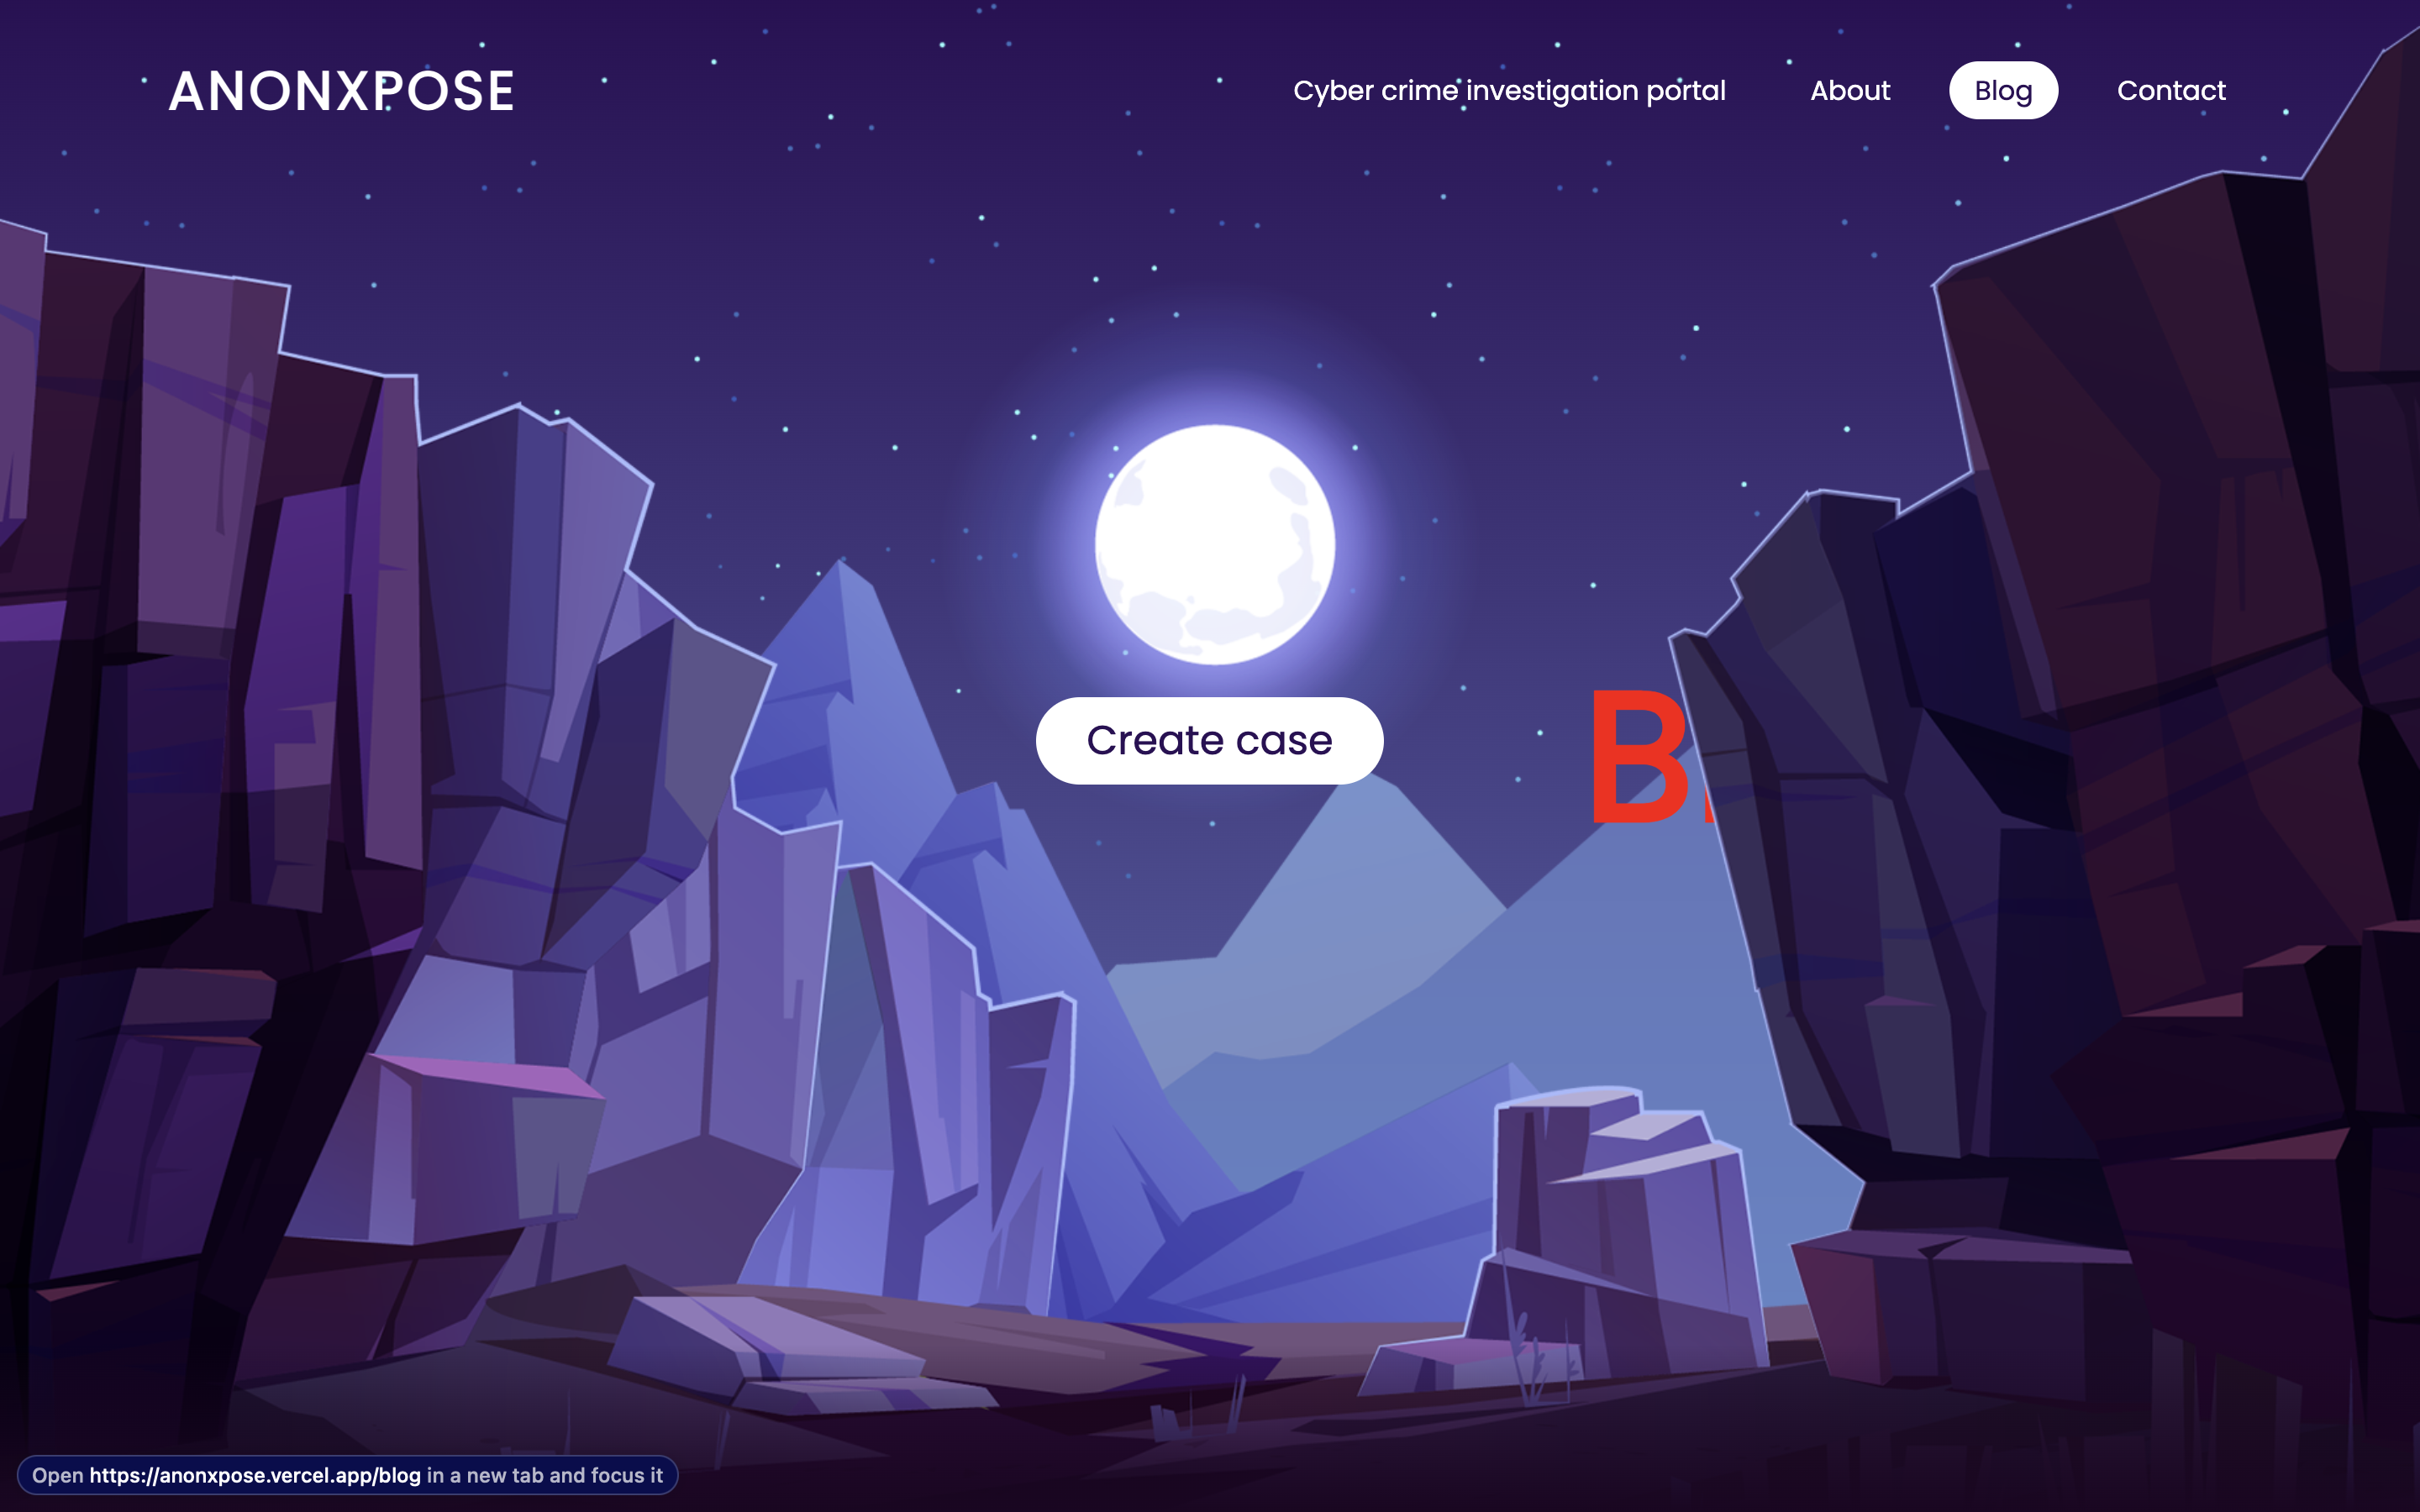 ANONXPOSE
Cyber crime investigation portal About Blog Contact
Create case
Open https://anonxpose.vercel.app/blog in a new tab and focus it